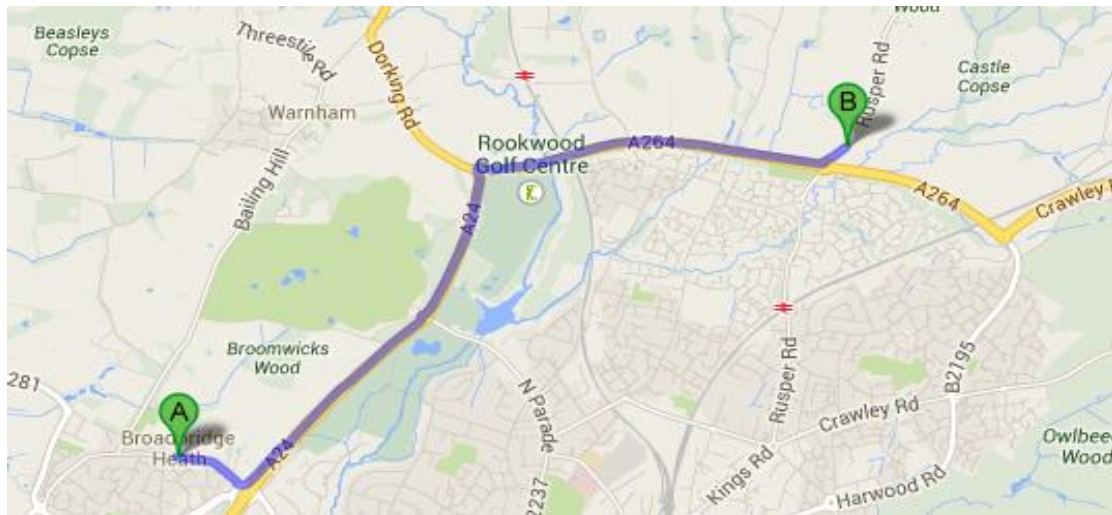 Wood
Beasleys
Copse
Threestile Rd
Dorking Rd
Rusper Rd
Castle
Copse
B
Warnham
Rookwood
Golf Centre
A264
Bailing Hill
A24
A264
Crawley R
Broomwicks
Wood
N Parade
Rusper Rd
B2195
281
A
Broadbridge
Heath
A24
Crawley Rd
Kings Rd
Owlbee
Wood
2237
Harwood Rd